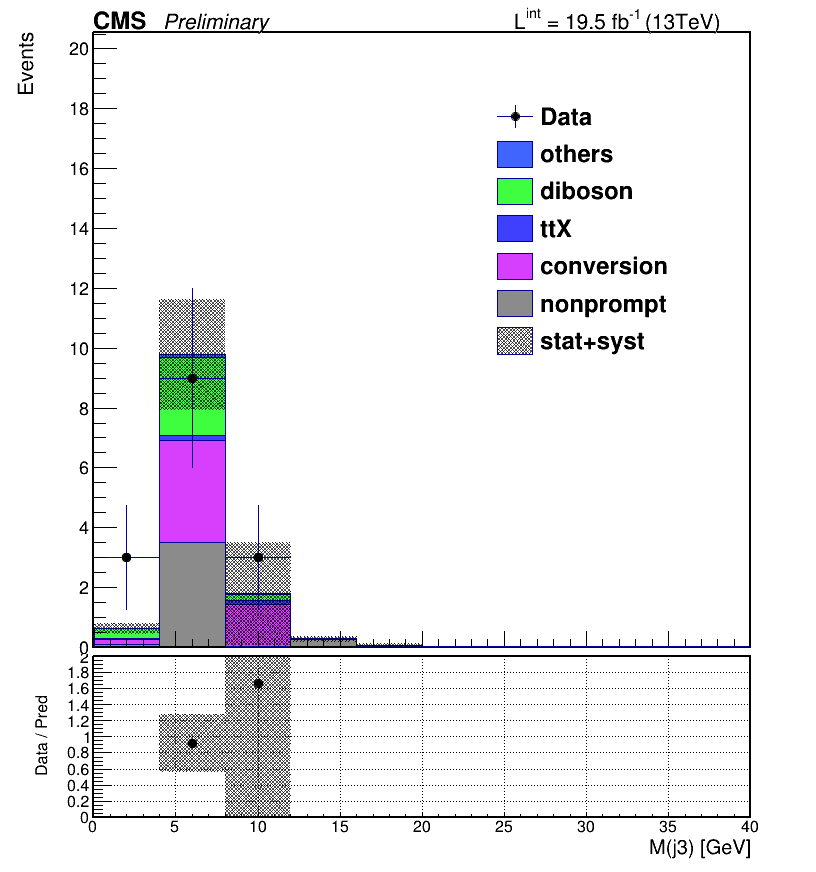 CMS Preliminary L^int = 19.5 fb^-1 (13TeV)
Events
20
18
16
14
12
10
8
6
4
2
0
Data
others
diboson
ttX
conversion
nonprompt
stat+syst
Data / Pred
2
1.8
1.6
1.4
1.2
1
0.8
0.6
0.4
0.2
0
0 5 10 15 20 25 30 35 40
M(j3) [GeV]